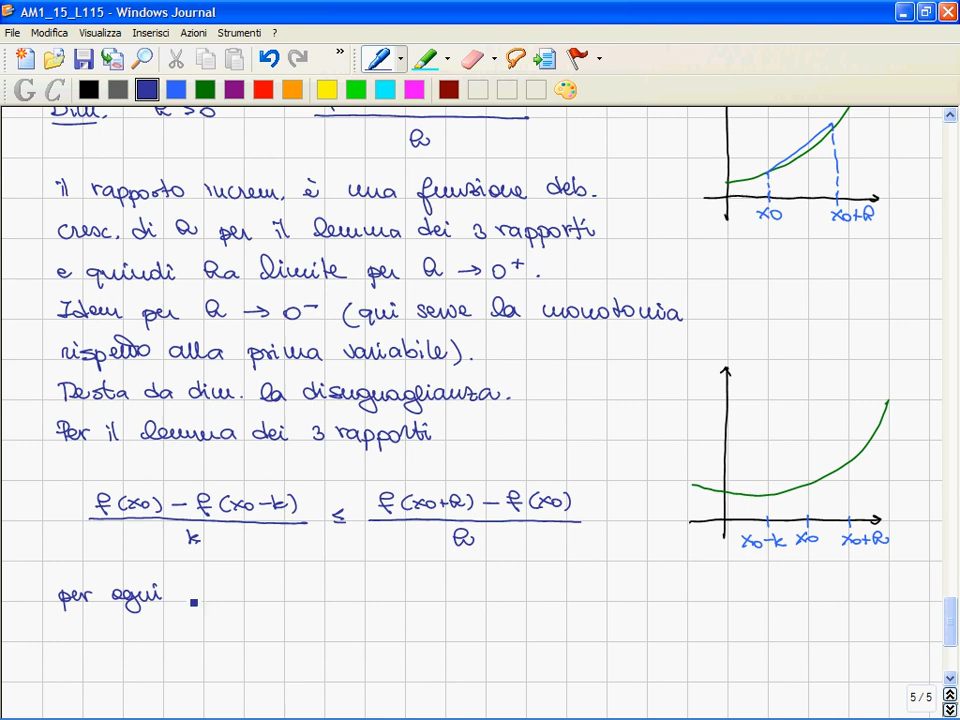 AM1_15_L115 - Windows Journal
File Modifica Visualizza Inserisci Azioni Strumenti ?
»
G C
Dim. h > 0
h
il rapporto increm. è una funzione deb.
cresc. di h per il lemma dei 3 rapporti
e quindi ha limite per h → 0⁺.
Idem per h → 0⁻ (qui serve la monotonia
rispetto alla prima variabile).
Resta da dim. la disuguaglianza.
Per il lemma dei 3 rapporti
f(x0) - f(x0-k) / k ≤ f(x0+h) - f(x0) / h
per ogni
x0 x0+h
x0-k x0 x0+h
5 / 5